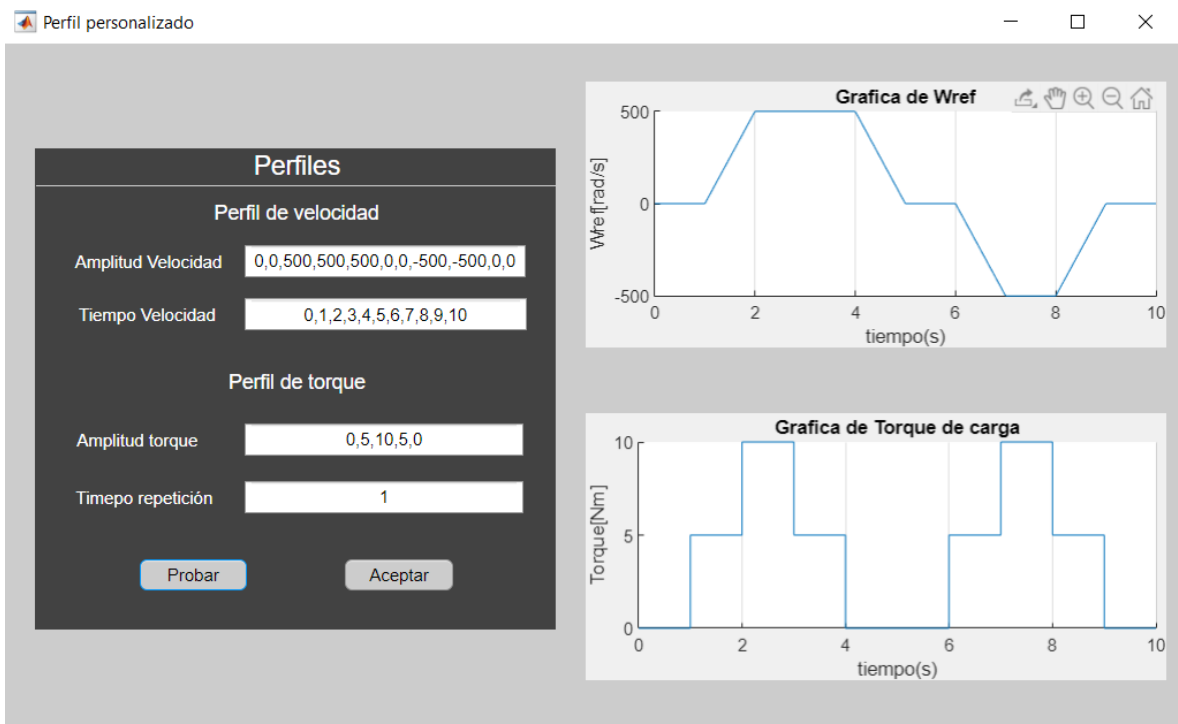 Perfil personalizado
Perfiles
Perfil de velocidad
Amplitud Velocidad 0,0,500,500,500,0,0,-500,-500,0,0
Tiempo Velocidad 0,1,2,3,4,5,6,7,8,9,10
Perfil de torque
Amplitud torque 0,5,10,5,0
Timepo repetición 1
Probar Aceptar
Grafica de Wref
Wref[rad/s]
500
0
-500
0 2 4 6 8 10
tiempo(s)
Grafica de Torque de carga
Torque[Nm]
10
5
0
0 2 4 6 8 10
tiempo(s)